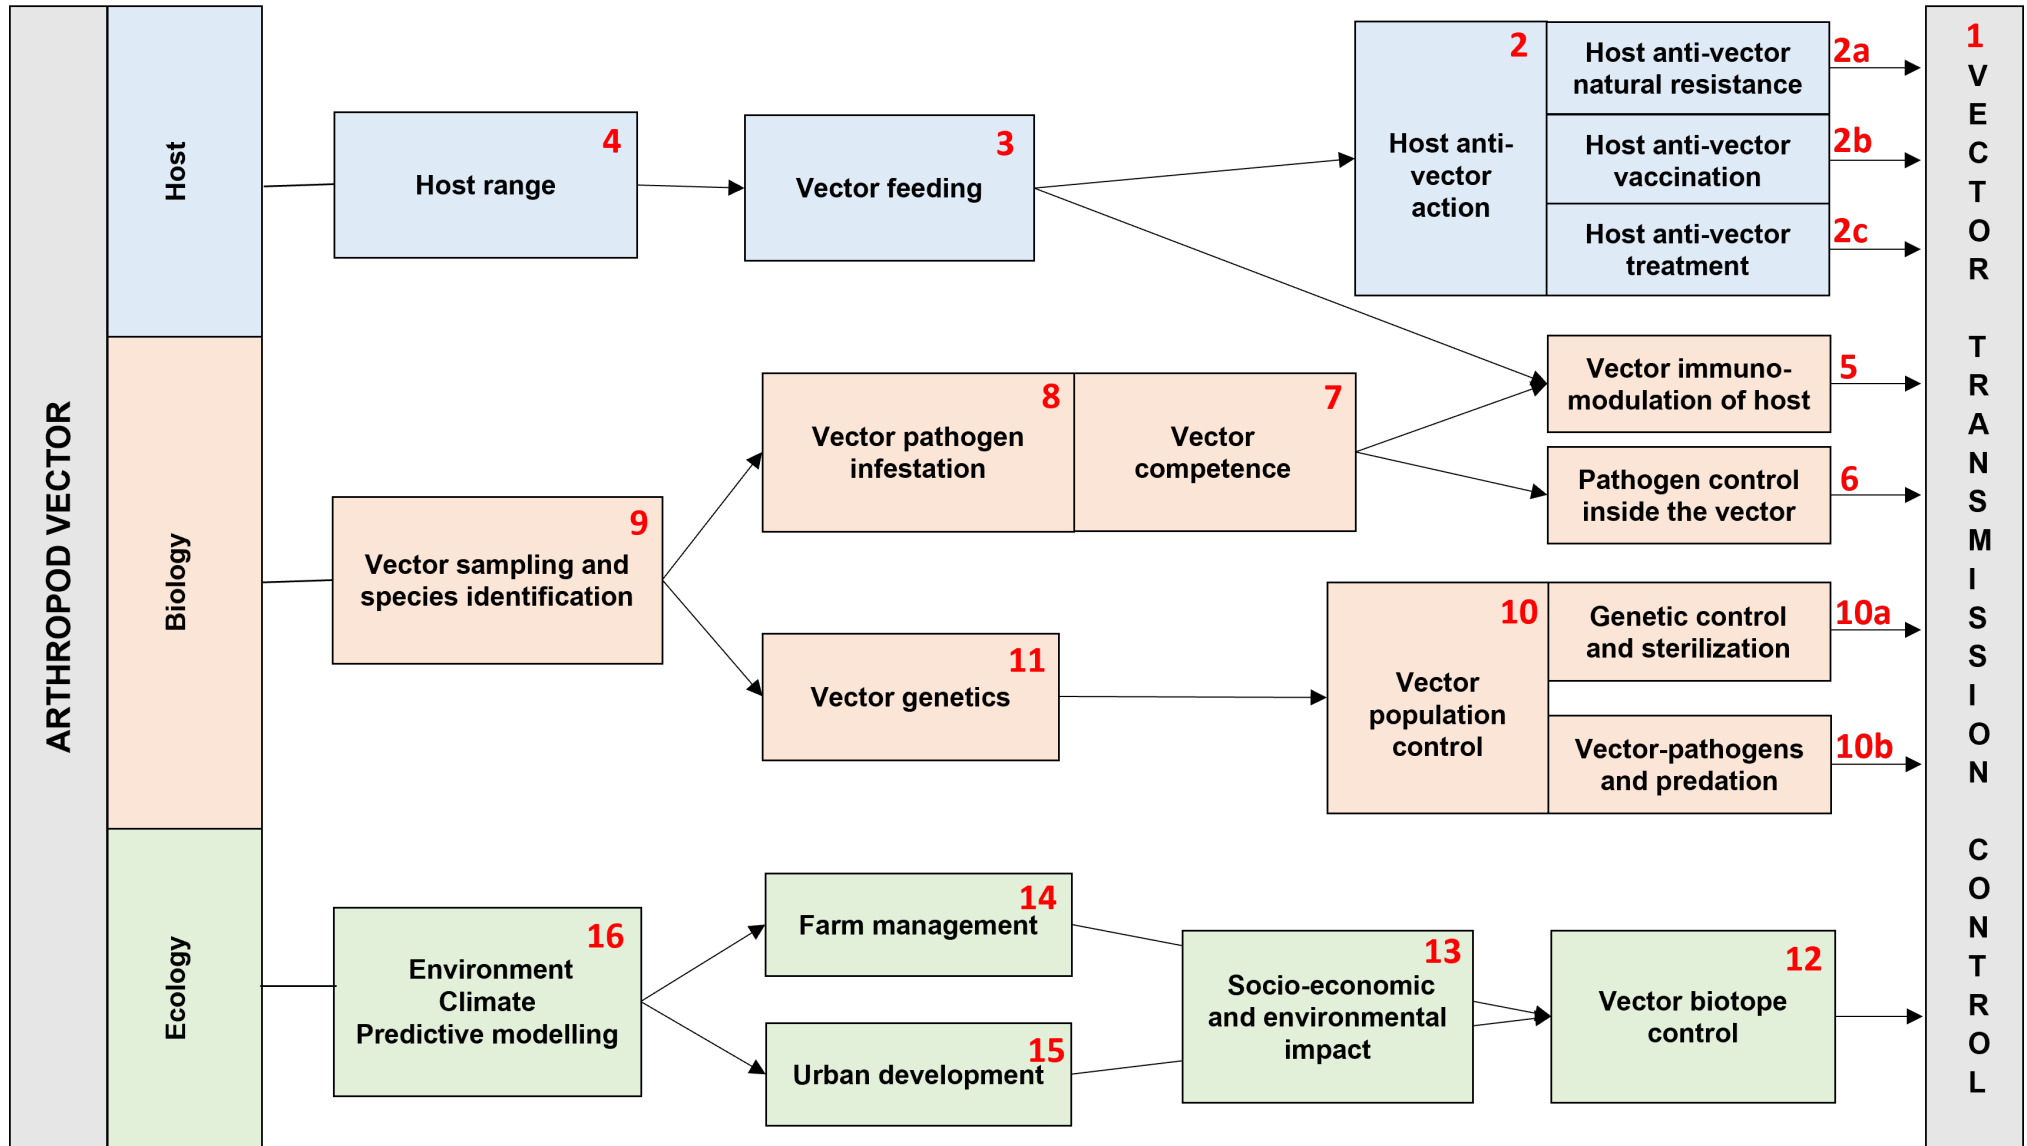 ARTHROPOD VECTOR
Host
4
Host range
3
Vector feeding
2
Host anti-
vector
action
Host anti-vector
natural resistance
2a
Host anti-vector
vaccination
2b
Host anti-vector
treatment
2c
Biology
9
Vector sampling and
species identification
8
Vector pathogen
infestation
7
Vector
competence
Vector immuno-
modulation of host
5
Pathogen control
inside the vector
6
11
Vector genetics
10
Vector
population
control
Genetic control
and sterilization
10a
Vector-pathogens
and predation
10b
Ecology
16
Environment
Climate
Predictive modelling
14
Farm management
15
Urban development
13
Socio-economic
and environmental
impact
12
Vector biotope
control
1
VECTOR TRANSMISSION CONTROL